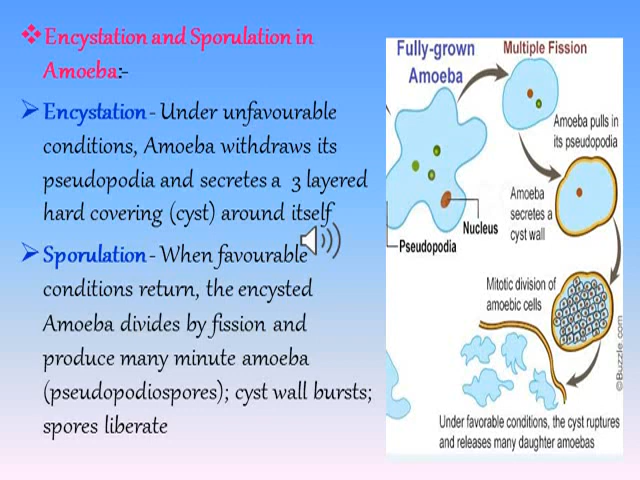 Encystation and Sporulation in
Amoeba:-
Encystation - Under unfavourable
conditions, Amoeba withdraws its
pseudopodia and secretes a 3 layered
hard covering (cyst) around itself
Sporulation - When favourable
conditions return, the encysted
Amoeba divides by fission and
produce many minute amoeba
(pseudopodiospores); cyst wall bursts;
spores liberate
Fully-grown
Amoeba
Multiple Fission
Amoeba pulls in
its pseudopodia
Amoeba
secretes a
cyst wall
Nucleus
Pseudopodia
Mitotic division of
amoebic cells
Under favorable conditions, the cyst ruptures
and releases many daughter amoebas
©Buzzle.com